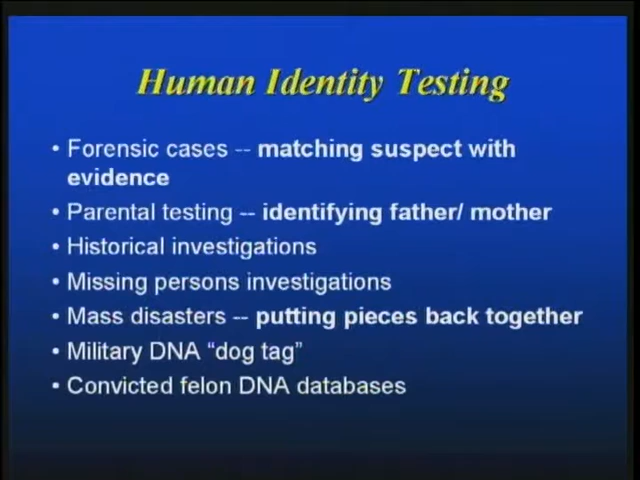 Human Identity Testing
• Forensic cases -- matching suspect with
evidence
• Parental testing -- identifying father/ mother
• Historical investigations
• Missing persons investigations
• Mass disasters -- putting pieces back together
• Military DNA “dog tag”
• Convicted felon DNA databases